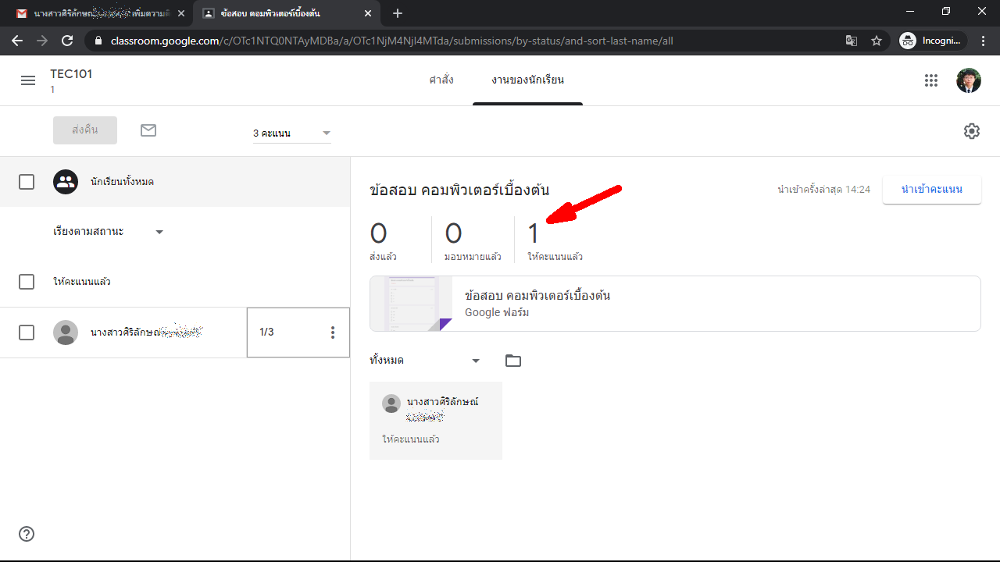 นางสาวศิริลักษณ์ เพิ่มความคิ
ข้อสอบ คอมพิวเตอร์เบื้องต้น
classroom.google.com/c/OTc1NTQ0NTAyMDBa/a/OTc1NjM4NjI4MTda/submissions/by-status/and-sort-last-name/all
Incogni...
TEC101
1
คำสั่ง
งานของนักเรียน
ส่งคืน
3 คะแนน
นักเรียนทั้งหมด
เรียงตามสถานะ
ให้คะแนนแล้ว
นางสาวศิริลักษณ์
1/3
ข้อสอบ คอมพิวเตอร์เบื้องต้น
นำเข้าครั้งล่าสุด 14:24
นำเข้าคะแนน
0 0 1
ส่งแล้ว มอบหมายแล้ว ให้คะแนนแล้ว
ข้อสอบ คอมพิวเตอร์เบื้องต้น
Google ฟอร์ม
ทั้งหมด
นางสาวศิริลักษณ์
ให้คะแนนแล้ว